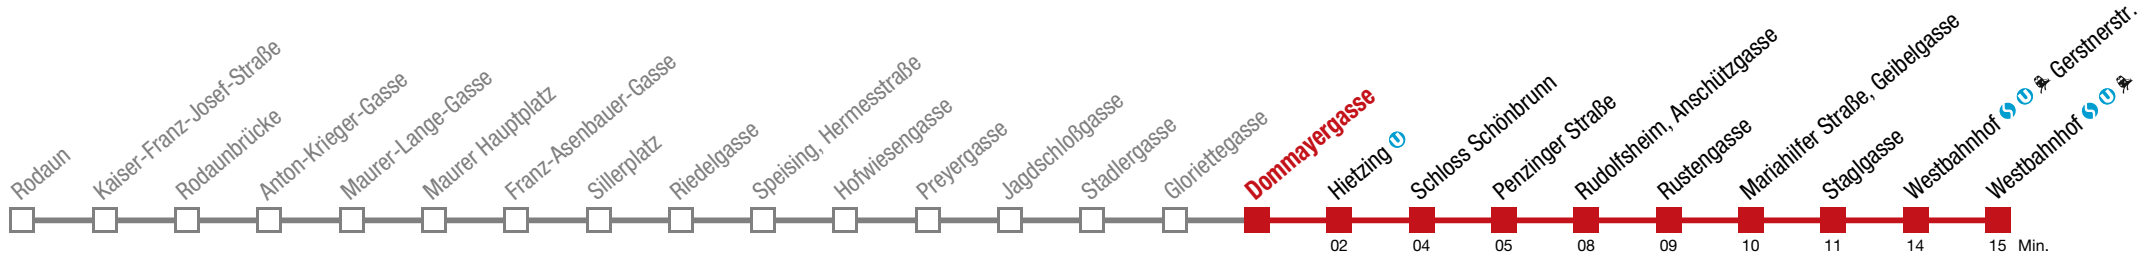 Rodaun
Kaiser-Franz-Josef-Straße
Rodaunbrücke
Anton-Krieger-Gasse
Maurer-Lange-Gasse
Maurer Hauptplatz
Franz-Asenbauer-Gasse
Sillerplatz
Riedelgasse
Speising, Hermesstraße
Hofwiesengasse
Preyergasse
Jagdschloßgasse
Stadlergasse
Gloriettegasse
Dommayergasse
Hietzing U
Schloss Schönbrunn
Penzinger Straße
Rudolfsheim, Anschützgasse
Rustengasse
Mariahilfer Straße, Geibelgasse
Staglgasse
Westbahnhof S U Gerstnerstr.
Westbahnhof S U
02 04 05 08 09 10 11 14 15 Min.